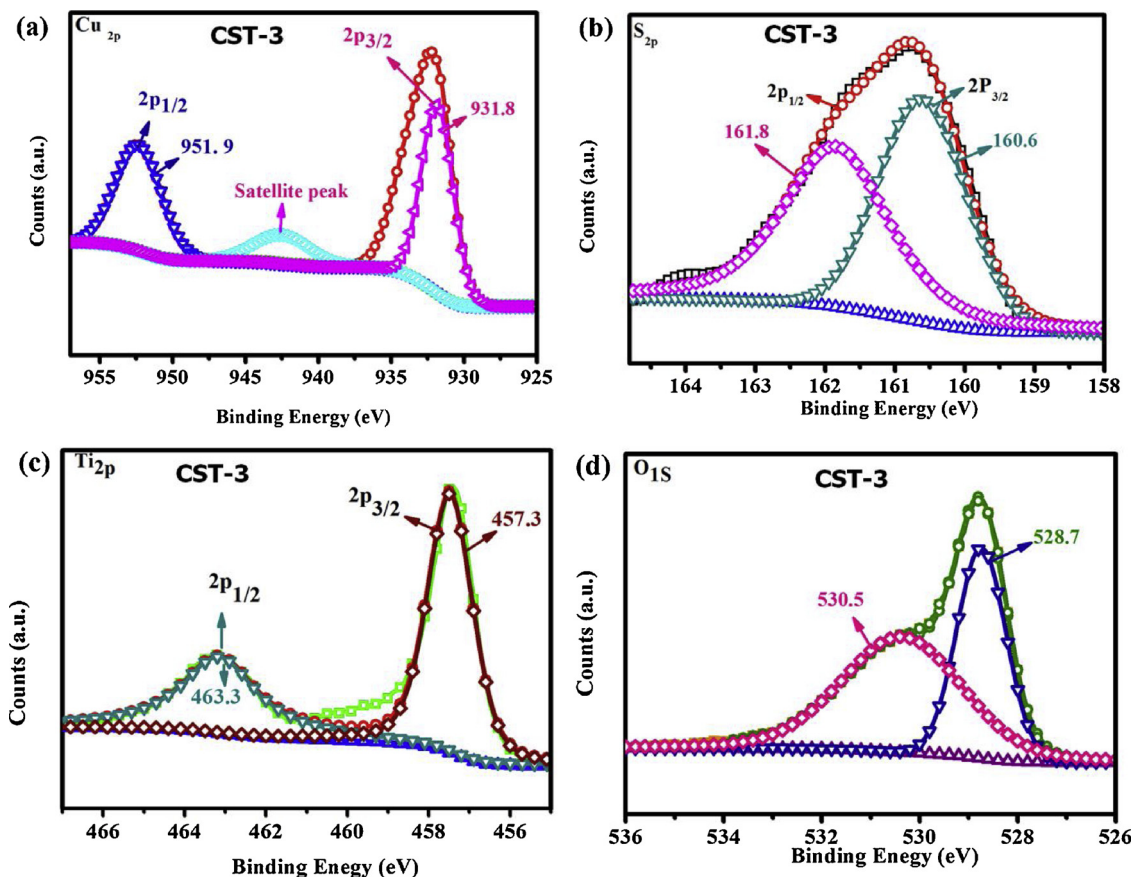 (a)
Cu 2p
CST-3
2p3/2
2p1/2
931.8
951. 9
Satellite peak
Counts (a.u.)
955 950 945 940 935 930 925
Binding Energy (eV)
(b)
S2p
CST-3
2p1/2
2P3/2
161.8
160.6
Counts (a.u.)
164 163 162 161 160 159 158
Binding Energy (eV)
(c)
Ti2p
CST-3
2p3/2
457.3
2p1/2
463.3
Counts (a.u.)
466 464 462 460 458 456
Binding Enegy (eV)
(d)
O1S
CST-3
528.7
530.5
Counts (a.u.)
536 534 532 530 528 526
Binding Energy (eV)